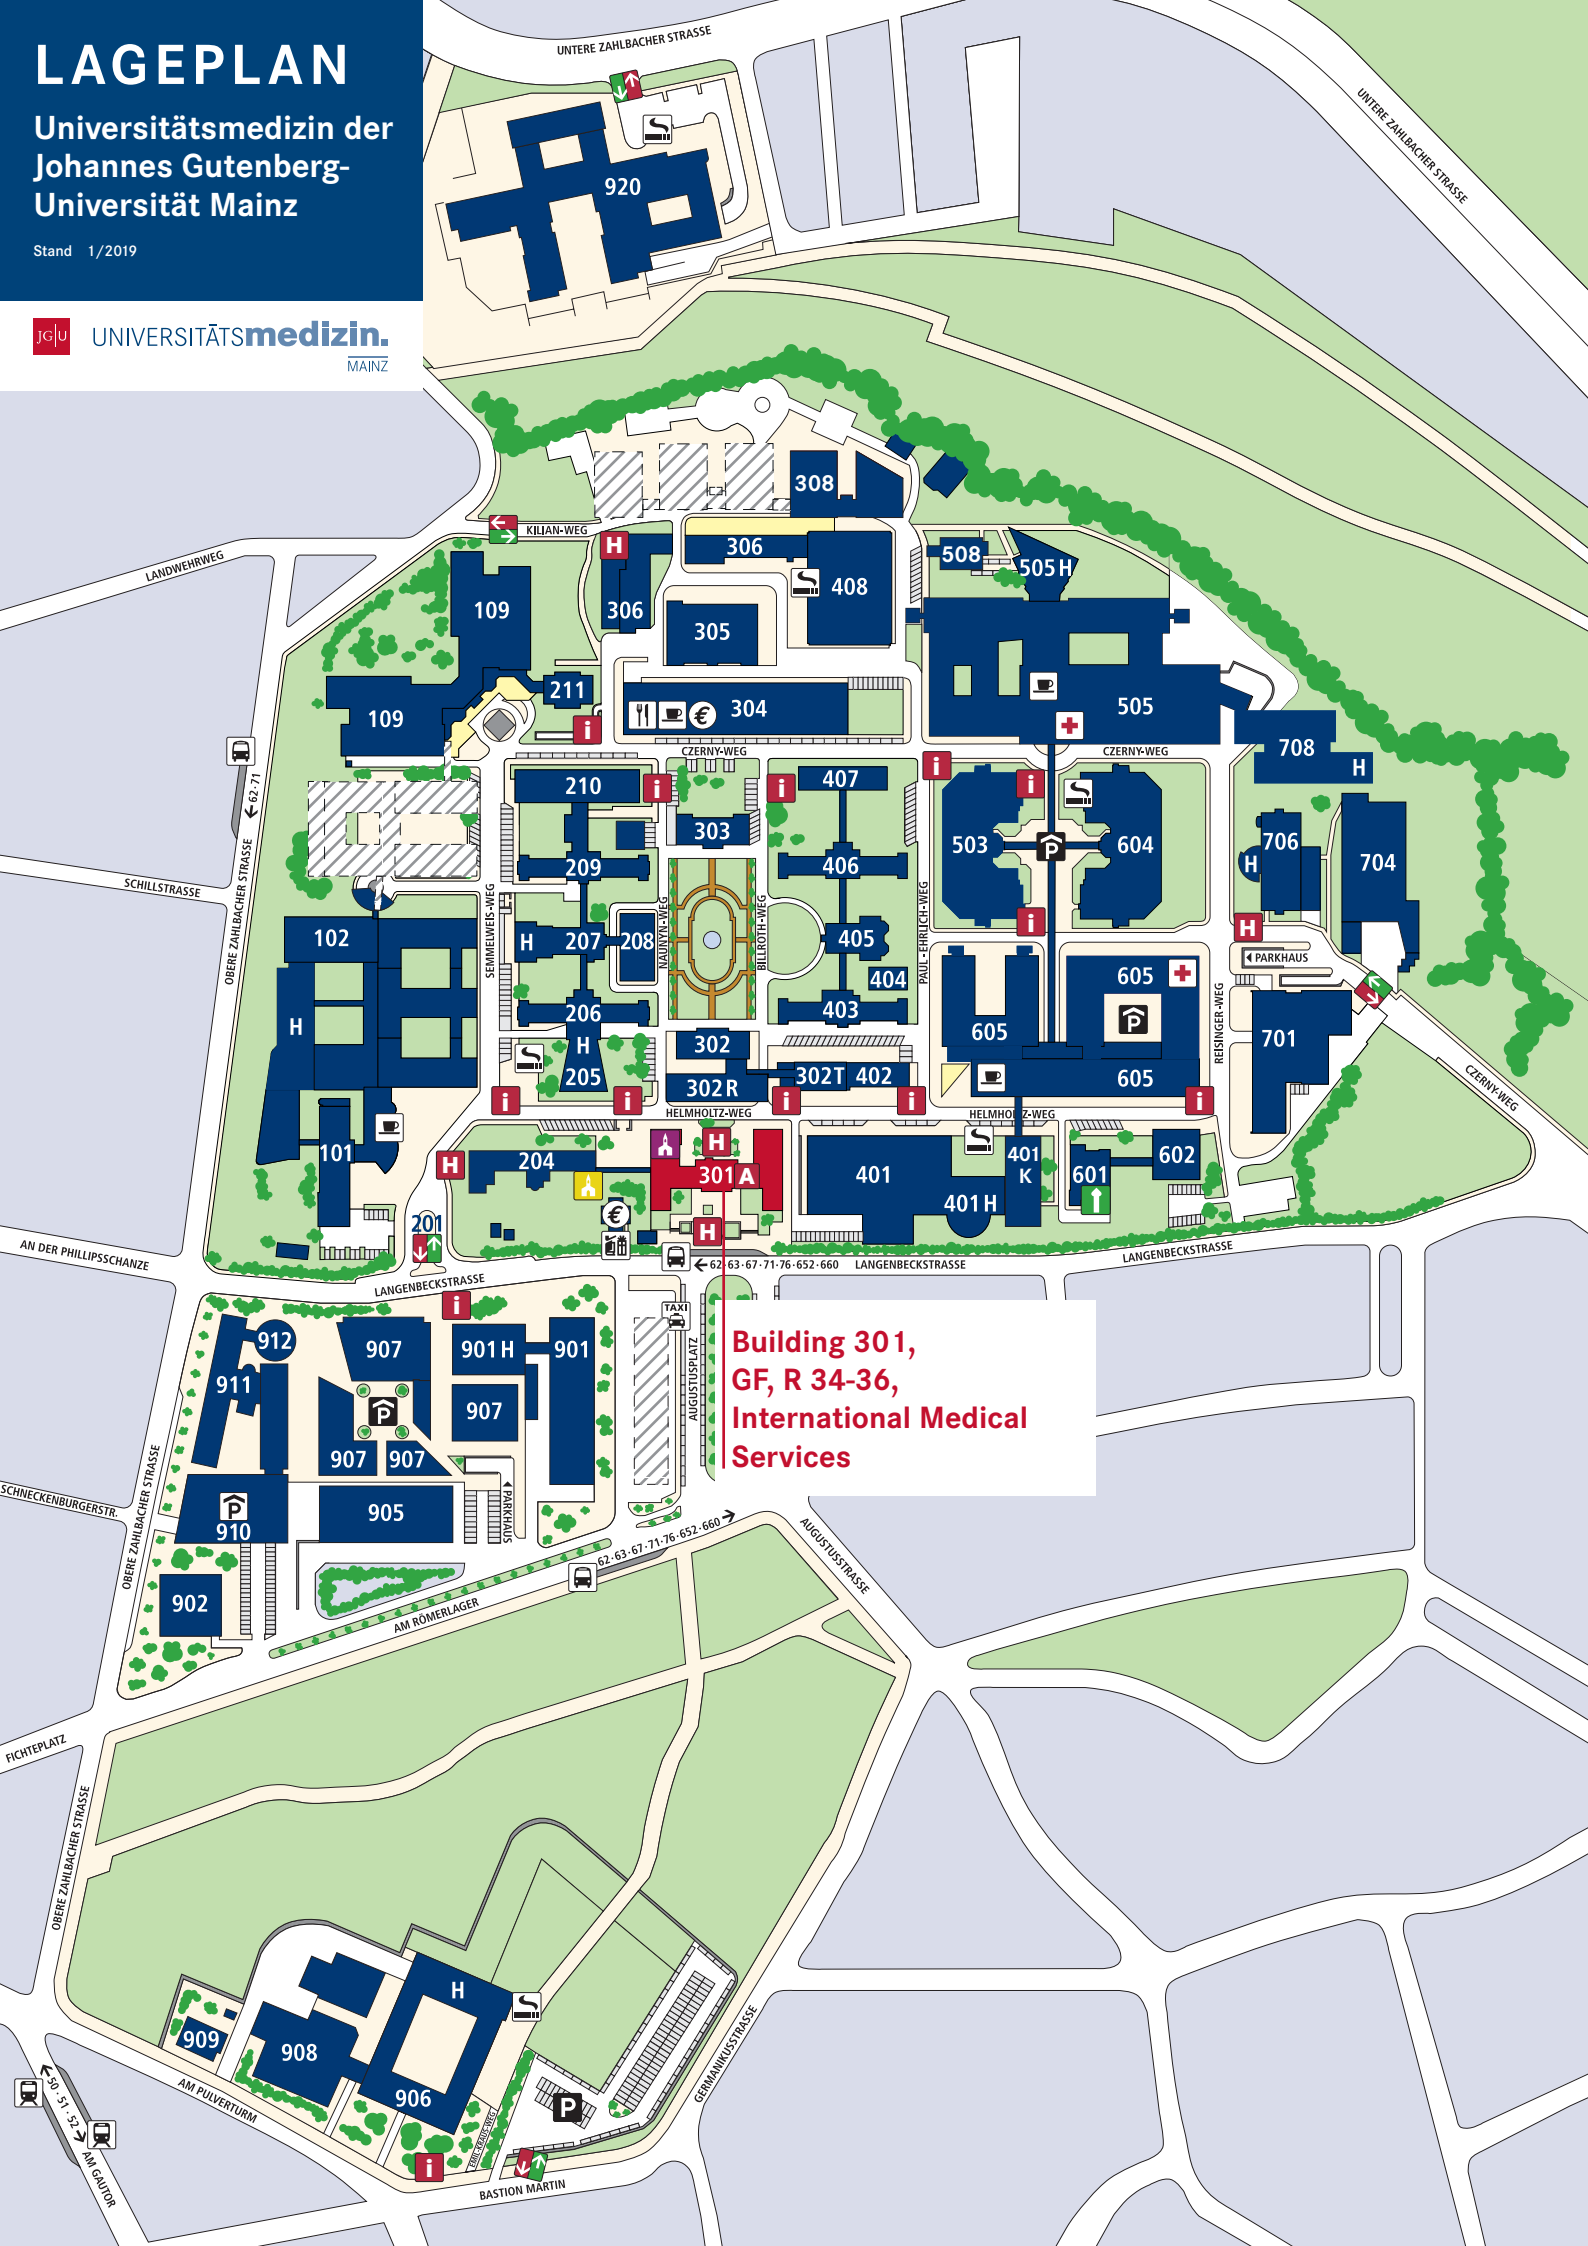 LAGEPLAN
Universitätsmedizin der
Johannes Gutenberg-
Universität Mainz
Stand 1/2019
JG|U
UNIVERSITÄTSmedizin.
MAINZ
UNTERE ZAHLBACHER STRASSE
UNTERE ZAHLBACHER STRASSE
920
308
KILIAN-WEG
LANDWEHRWEG
H
306
508
505 H
408
109
306
305
211
304
505
109
i
CZERNY-WEG
CZERNY-WEG
708
H
62·71
210
i
i
407
i
i
303
503
P
604
706
H
704
209
406
SCHILLSTRASSE
OBERE ZAHLBACHER STRASSE
SEMMELWEIS-WEG
NAUNYN-WEG
BILLROTH-WEG
PAUL-EHRLICH-WEG
102
H
207
208
405
i
H
PARKHAUS
404
605
H
206
403
605
P
REISINGER-WEG
701
H
205
302
302 R
302T
402
605
i
i
i
i
i
CZERNY-WEG
HELMHOLTZ-WEG
HELMHOLTZ-WEG
101
H
204
H
301
A
401
401
K
401 H
601
602
201
H
AN DER PHILLIPSSCHANZE
62·63·67·71·76·652·660
LANGENBECKSTRASSE
LANGENBECKSTRASSE
LANGENBECKSTRASSE
i
TAXI
912
907
901 H
901
911
P
907
907
907
AUGUSTUSPLATZ
Building 301,
GF, R 34-36,
International Medical
Services
SCHNECKENBURGERSTR.
OBERE ZAHLBACHER STRASSE
P
910
905
PARKHAUS
62·63·67·71·76·652·660
AUGUSTUSSTRASSE
902
AM RÖMERLAGER
FICHTEPLATZ
OBERE ZAHLBACHER STRASSE
H
909
908
906
P
GERMANIKUSSTRASSE
50·51·52
AM PULVERTURM
EMIL-KRAUS-WEG
i
AM GAUTOR
BASTION MARTIN